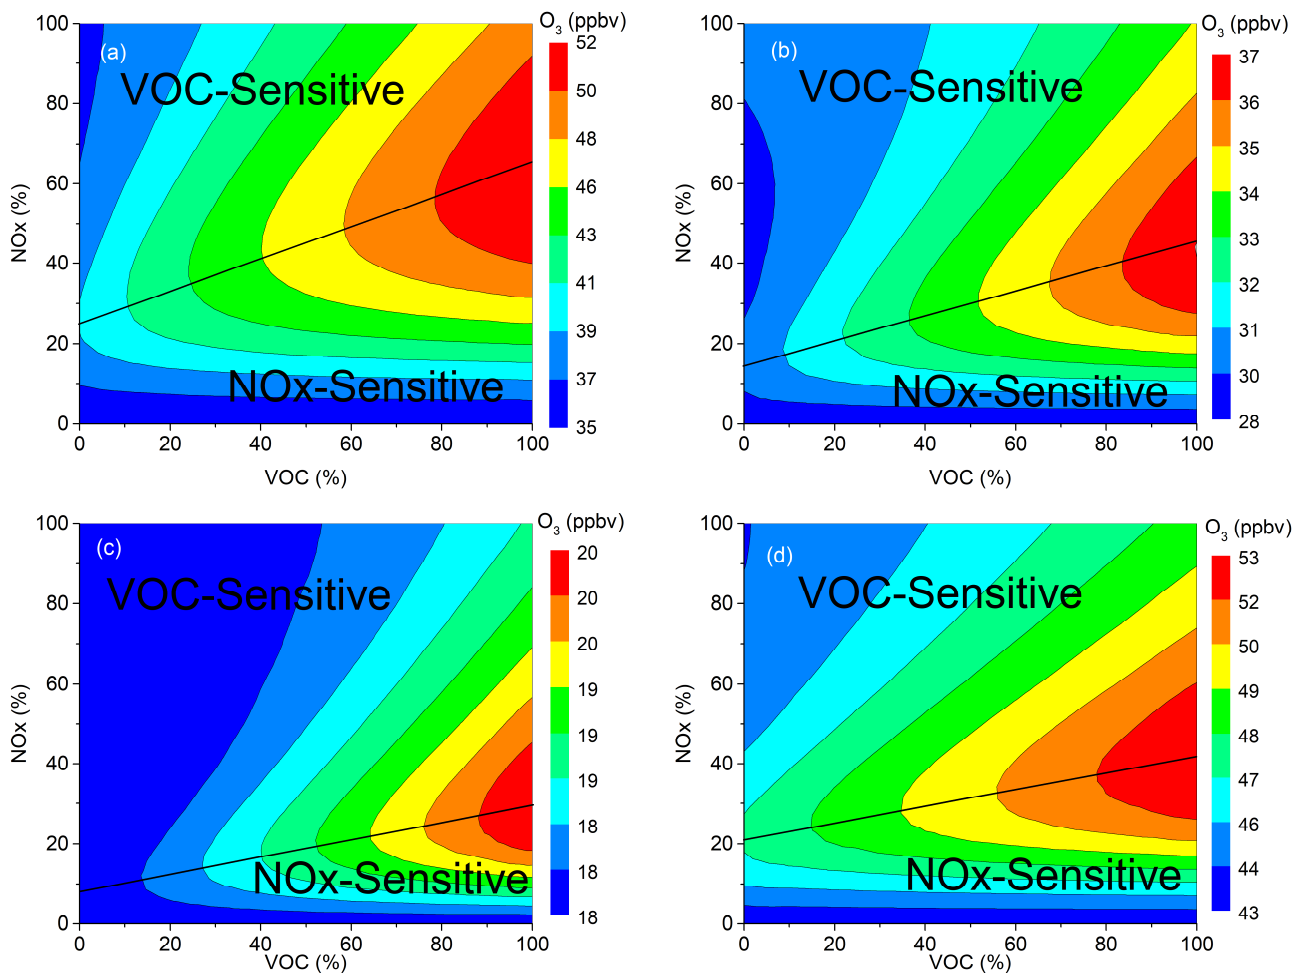 O3 (ppbv)
O3 (ppbv)
100
80
60
40
20
0
NOx (%)
(a)
VOC-Sensitive
NOx-Sensitive
0 20 40 60 80 100
VOC (%)
52
50
48
46
43
41
39
37
35
100
80
60
40
20
0
NOx (%)
(b)
VOC-Sensitive
NOx-Sensitive
0 20 40 60 80 100
VOC (%)
37
36
35
34
33
32
31
30
28
O3 (ppbv)
O3 (ppbv)
100
80
60
40
20
0
NOx (%)
(c)
VOC-Sensitive
NOx-Sensitive
0 20 40 60 80 100
VOC (%)
20
20
20
19
19
19
18
18
18
100
80
60
40
20
0
NOx (%)
(d)
VOC-Sensitive
NOx-Sensitive
0 20 40 60 80 100
VOC (%)
53
52
50
49
48
47
46
44
43